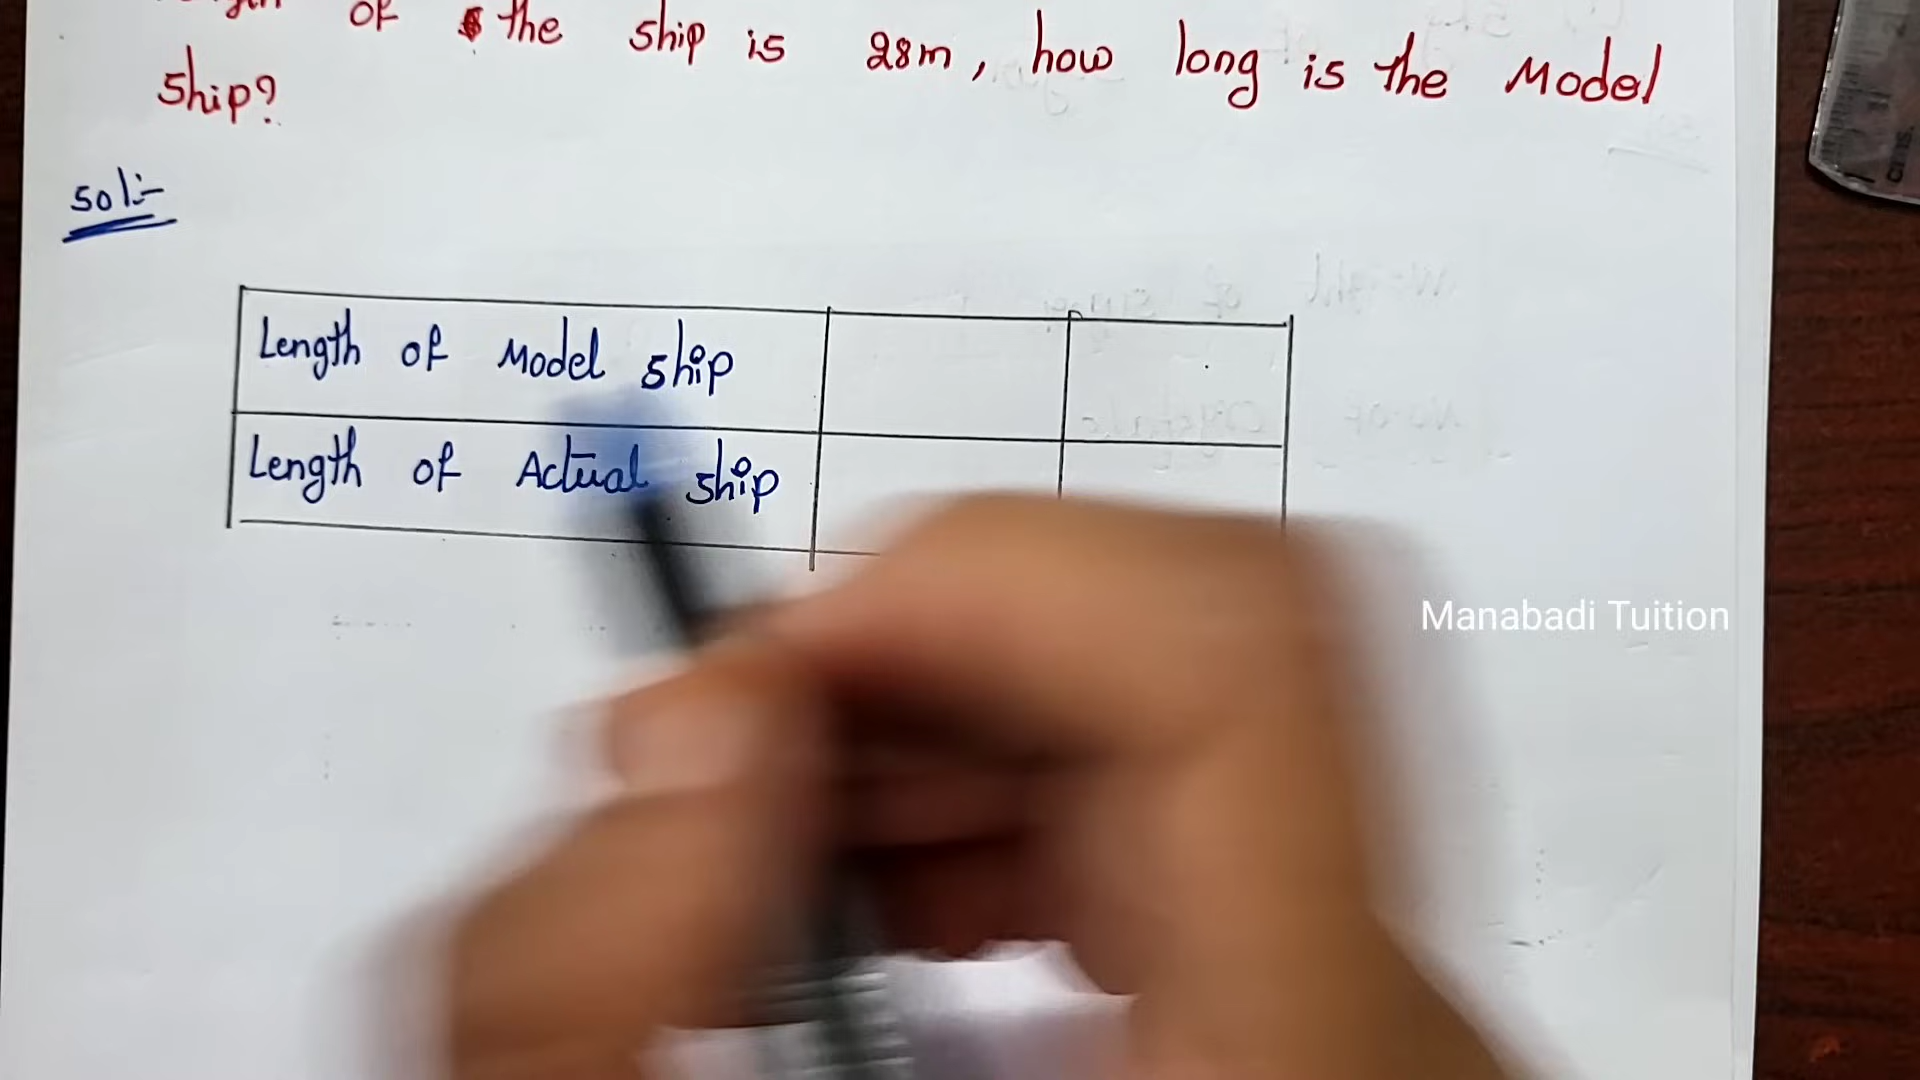 of the ship is 28m, how long is the Model
ship?
Sol:-
Length of Model ship
Length of Actual ship
Manabadi Tuition